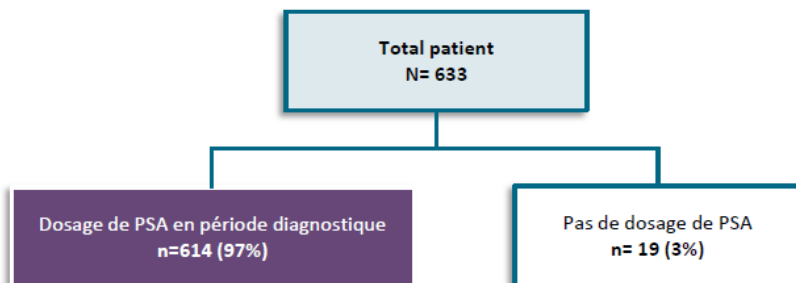 Total patient
N= 633
Dosage de PSA en période diagnostique
n=614 (97%)
Pas de dosage de PSA
n= 19 (3%)